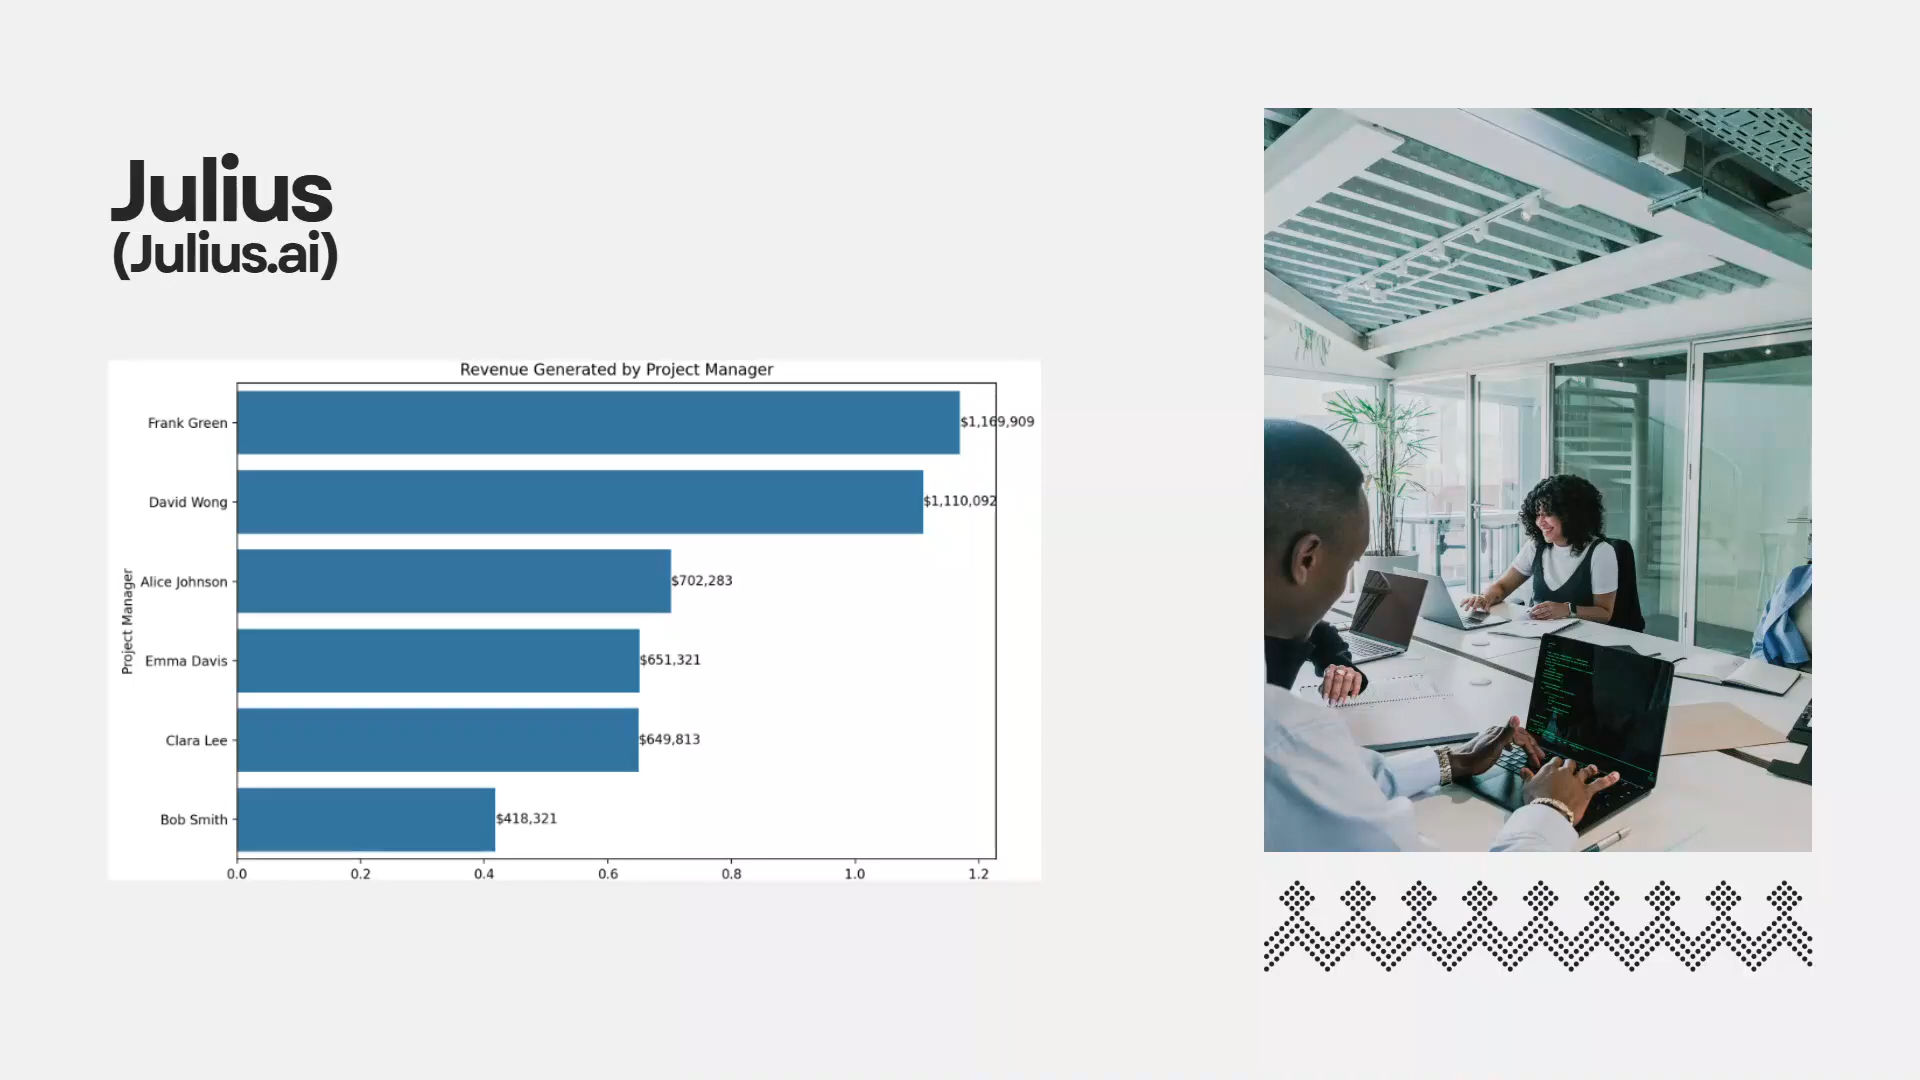 Julius
(Julius.ai)
Revenue Generated by Project Manager
Project Manager
Frank Green
$1,169,909
David Wong
$1,110,092
Alice Johnson
$702,283
Emma Davis
$651,321
Clara Lee
$649,813
Bob Smith
$418,321
0.0 0.2 0.4 0.6 0.8 1.0 1.2